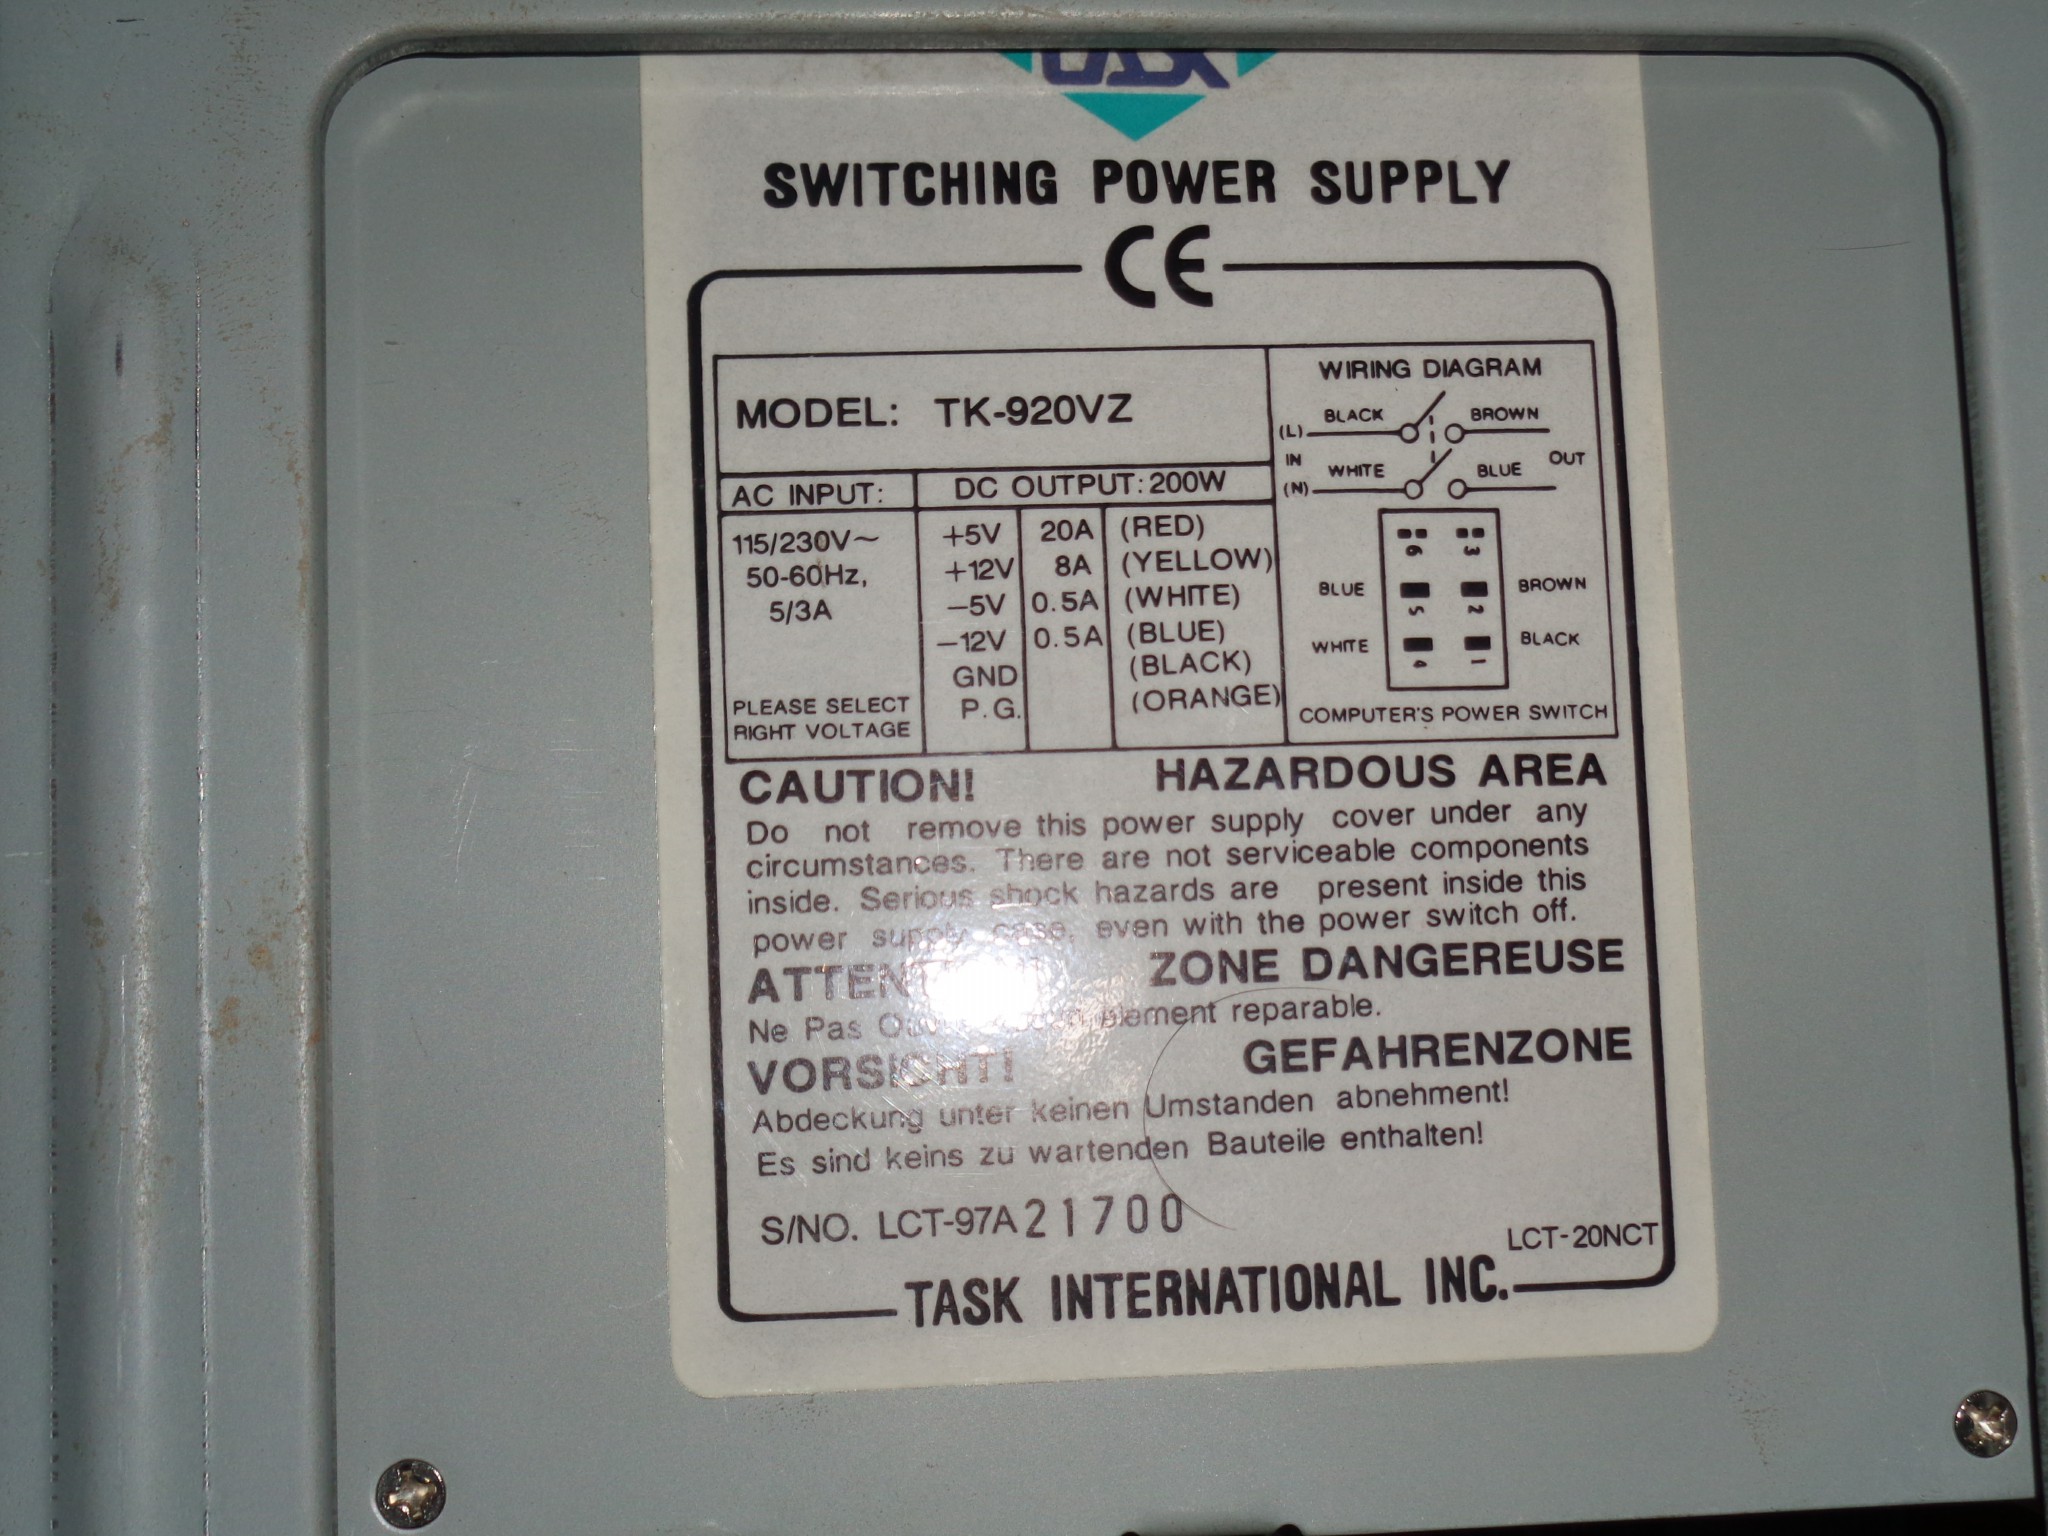 SWITCHING POWER SUPPLY
CE
MODEL: TK-920VZ
AC INPUT:
115/230V~
50-60Hz,
5/3A
PLEASE SELECT
RIGHT VOLTAGE
DC OUTPUT: 200W
+5V 20A (RED)
+12V 8A (YELLOW)
−5V 0.5A (WHITE)
−12V 0.5A (BLUE)
GND (BLACK)
P.G. (ORANGE)
WIRING DIAGRAM
BLACK BROWN
(L)
IN OUT
WHITE BLUE
(N)
6 3
BLUE BROWN
5 2
WHITE BLACK
4 1
COMPUTER'S POWER SWITCH
CAUTION! HAZARDOUS AREA
Do not remove this power supply cover under any
circumstances. There are not serviceable components
inside. Serious shock hazards are present inside this
power supply case, even with the power switch off.
ZONE DANGEREUSE
Ne Pas element reparable.
VORSICHT! GEFAHRENZONE
Abdeckung unter keinen Umstanden abnehment!
Es sind keins zu wartenden Bauteile enthalten!
S/NO. LCT-97A 21700
LCT-20NCT
TASK INTERNATIONAL INC.